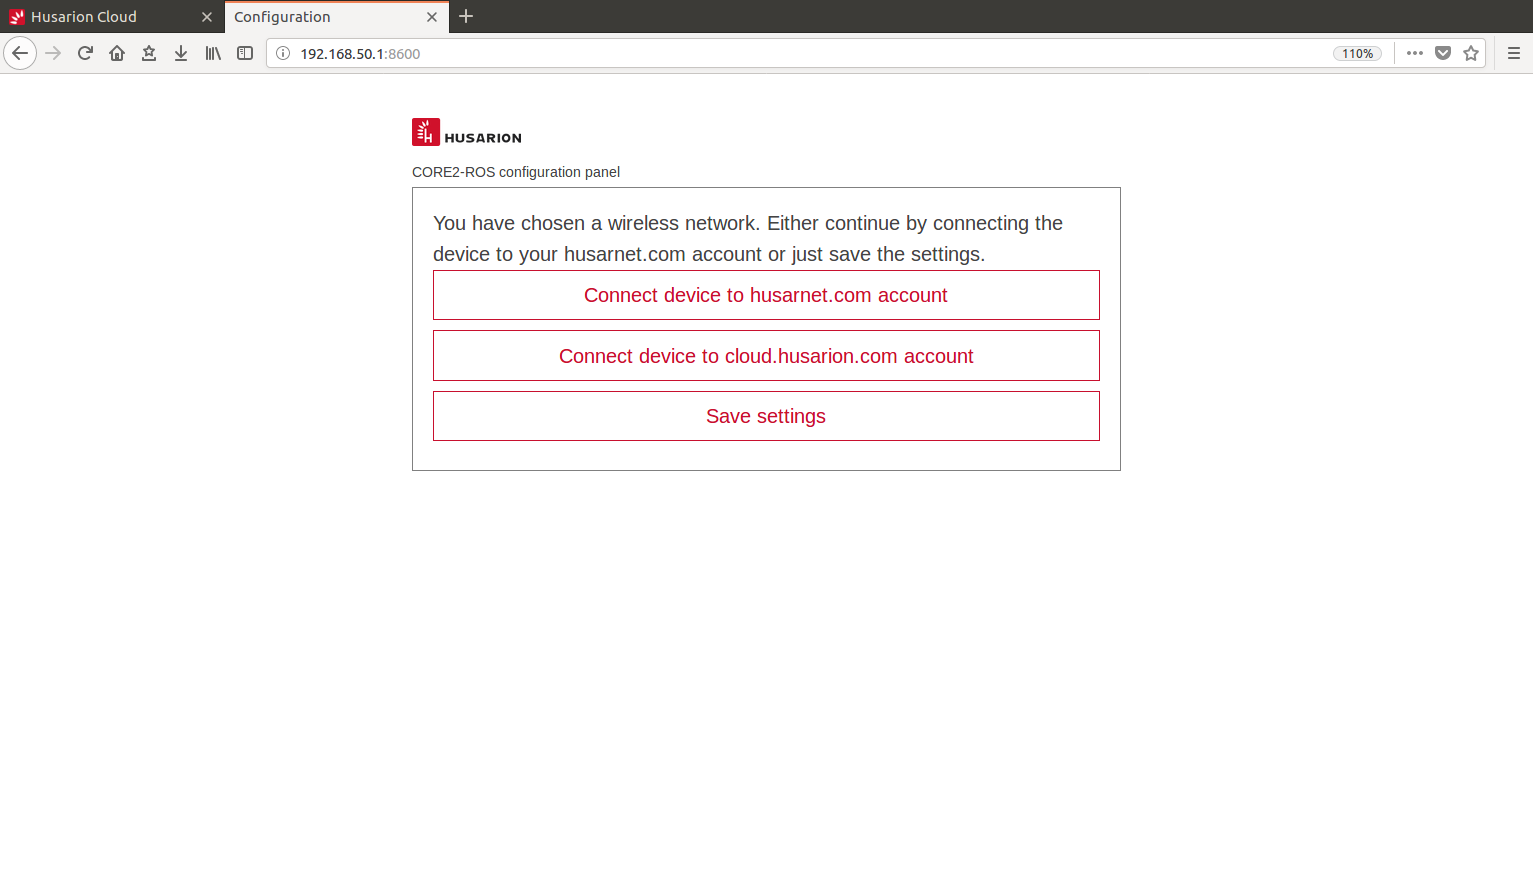 Husarion Cloud
Configuration
192.168.50.1:8600
110%
HUSARION
CORE2-ROS configuration panel
You have chosen a wireless network. Either continue by connecting the
device to your husarnet.com account or just save the settings.
Connect device to husarnet.com account
Connect device to cloud.husarion.com account
Save settings